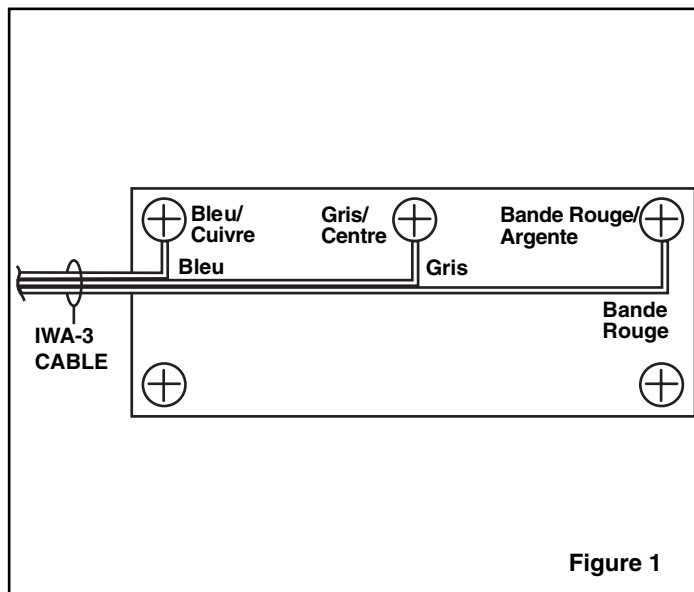 Bleu/
Cuivre
Gris/
Centre
Bande Rouge/
Argente
Bleu
Gris
Bande
Rouge
IWA-3
CABLE
Figure 1